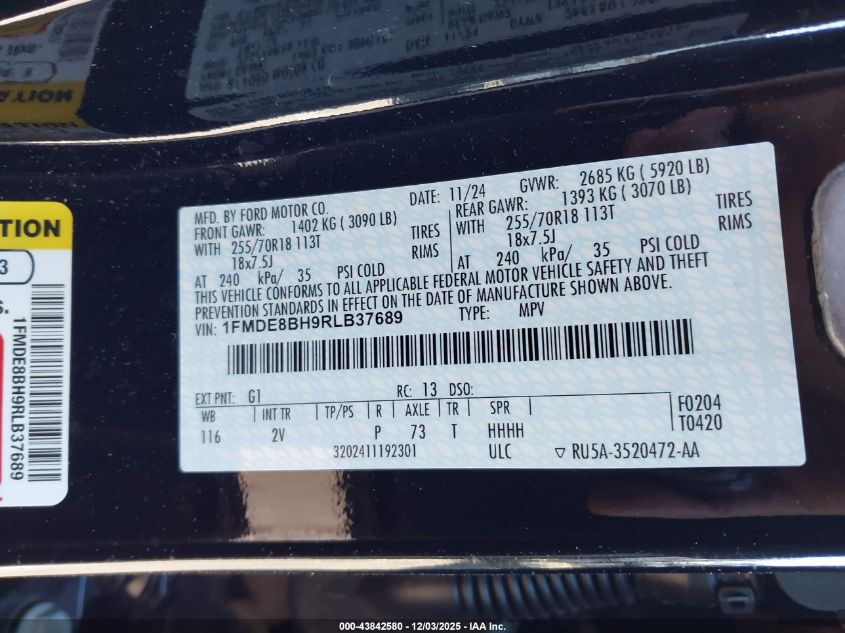 MFD. BY FORD MOTOR CO.
DATE: 11/24 GVWR: 2685 KG ( 5920 LB)
FRONT GAWR: 1402 KG ( 3090 LB)
WITH 255/70R18 113T TIRES
18x7.5J RIMS
AT 240 kPa/ 35 PSI COLD
REAR GAWR: 1393 KG ( 3070 LB)
WITH 255/70R18 113T TIRES
18x7.5J RIMS
AT 240 kPa/ 35 PSI COLD
THIS VEHICLE CONFORMS TO ALL APPLICABLE FEDERAL MOTOR VEHICLE SAFETY AND THEFT
PREVENTION STANDARDS IN EFFECT ON THE DATE OF MANUFACTURE SHOWN ABOVE.
VIN: 1FMDE8BH9RLB37689 TYPE: MPV
EXT PNT: G1 RC: 13 DSO:
WB INT TR TP/PS R AXLE TR SPR
116 2V P 73 T HHHH
F0204
T0420
3202411192301 ULC RU5A-3520472-AA
TION
3
S.
1FMDE8BH9RLB37689
000-43842580 - 12/03/2025 - IAA Inc.